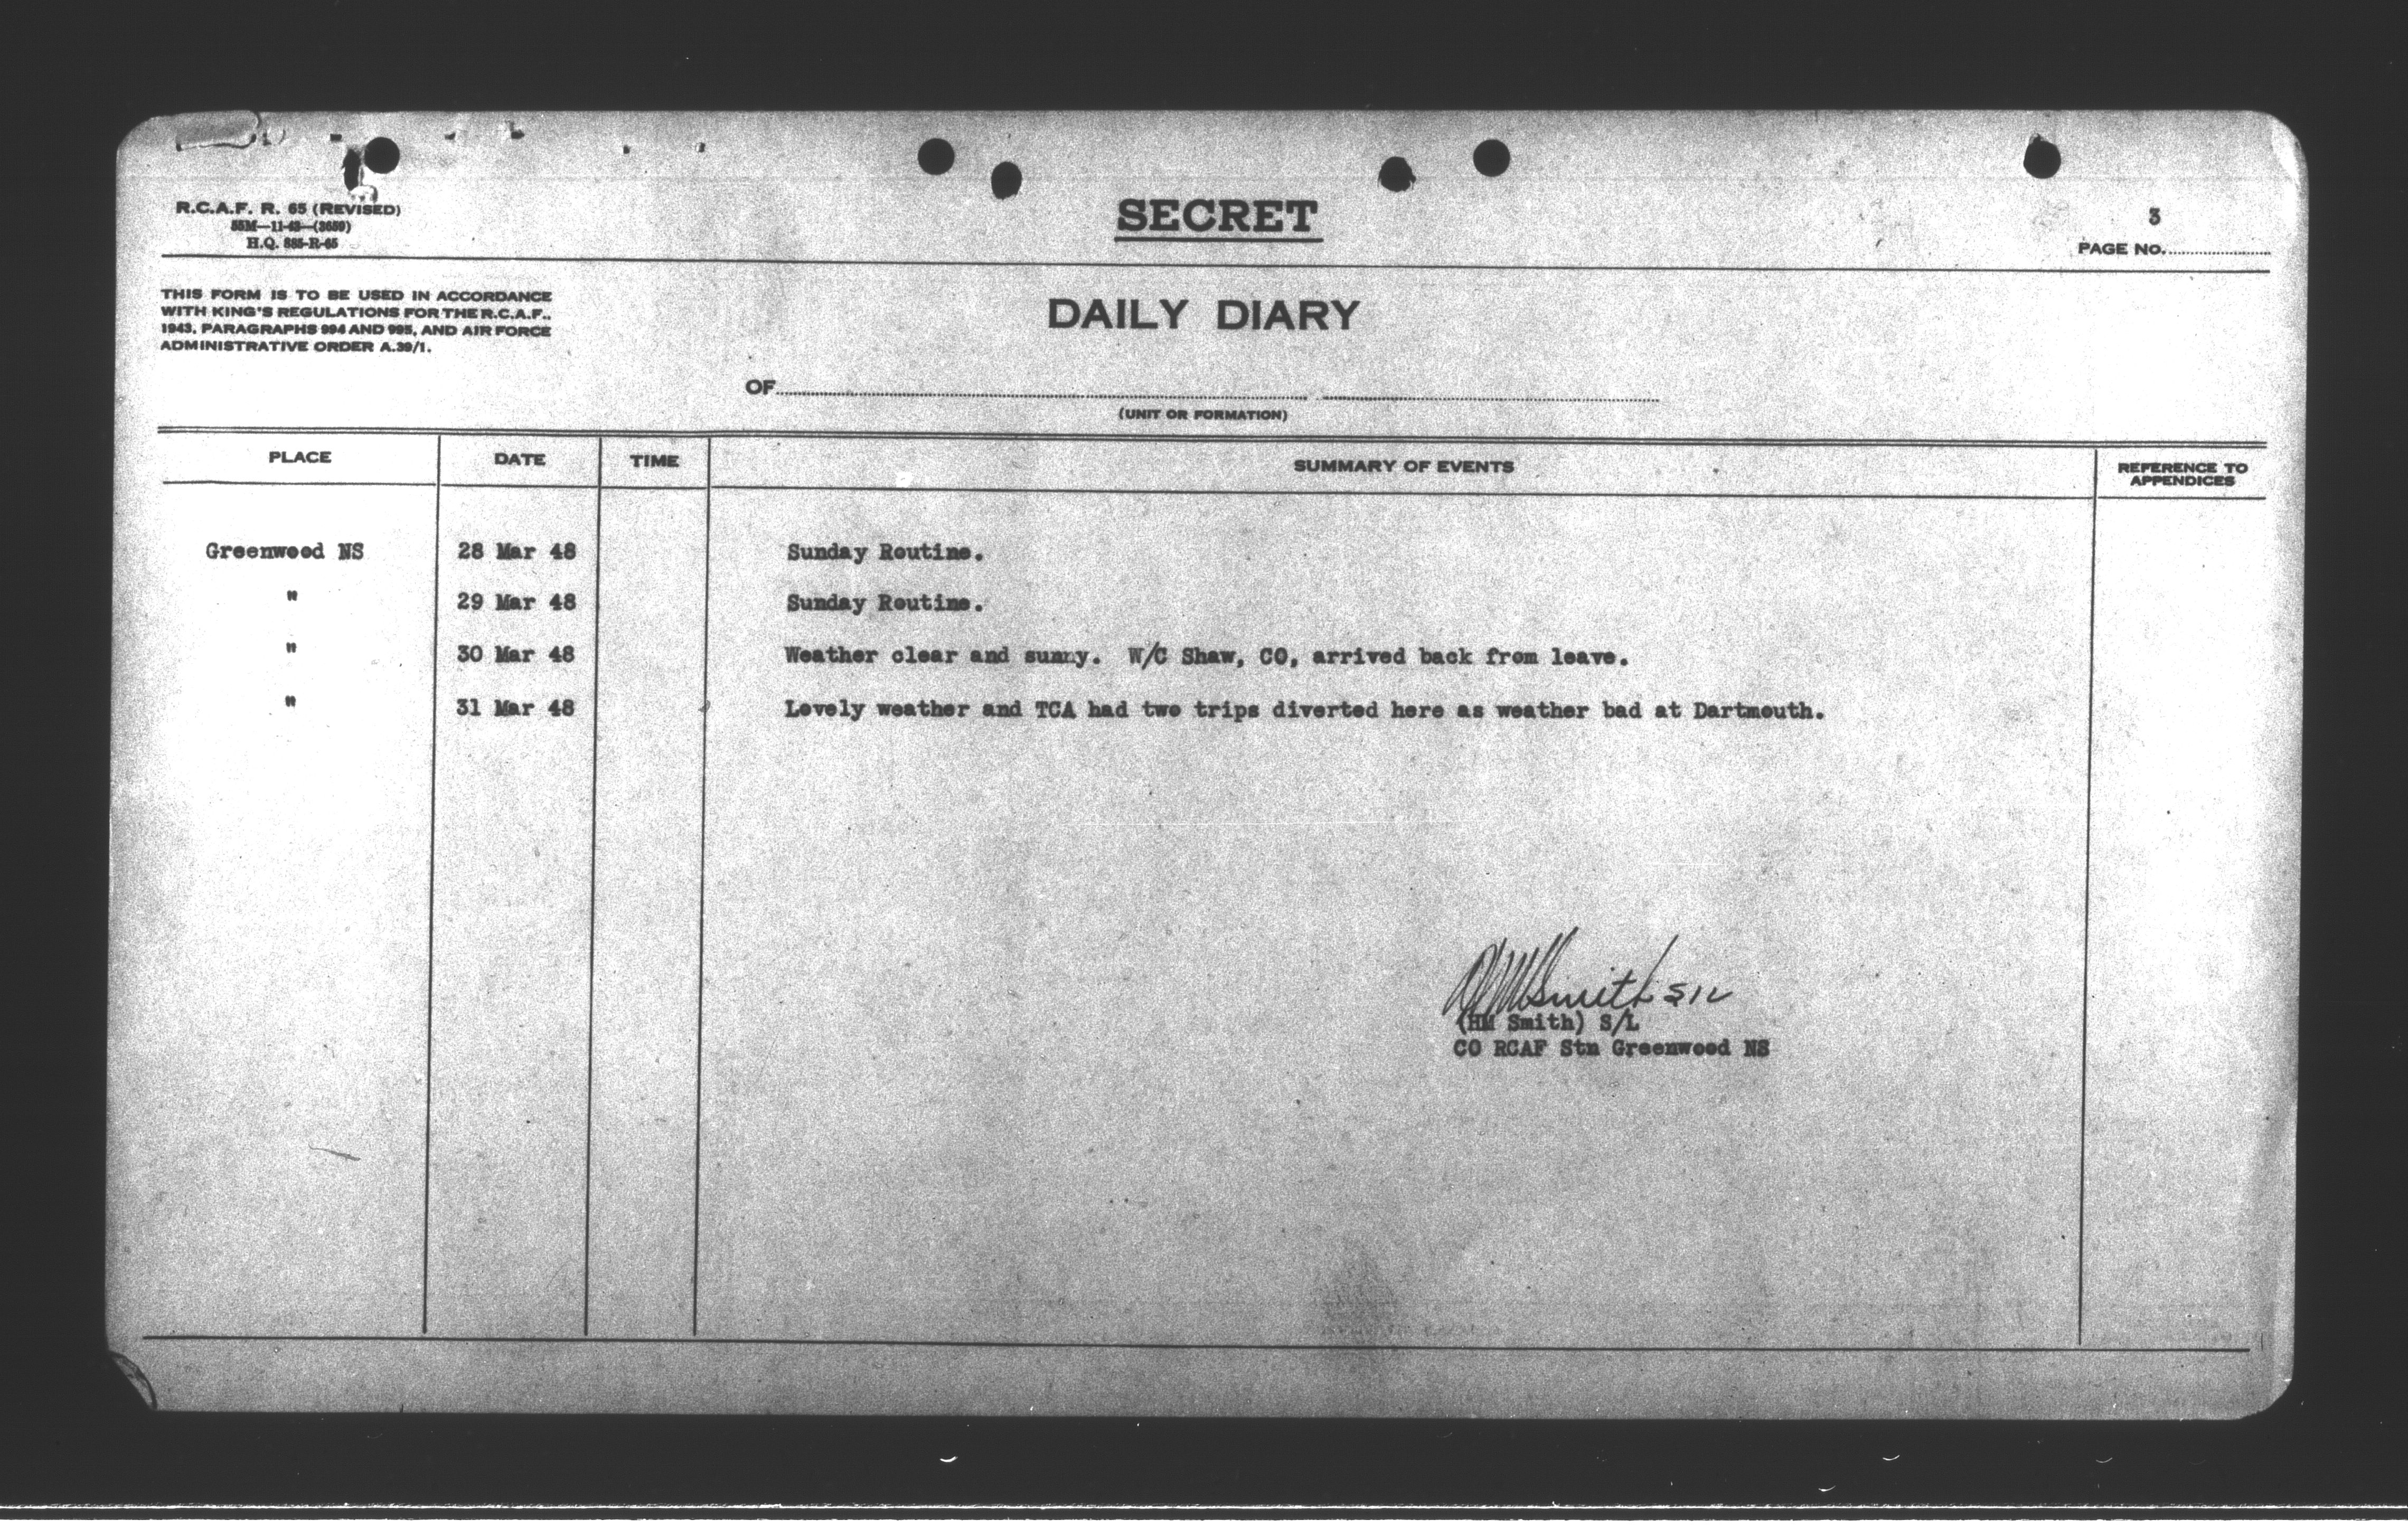 R.C.A.F. R. 65 (REVISED)
55M—11-43—(3659)
H.Q. 885-R-65
SECRET
3
PAGE No.
THIS FORM IS TO BE USED IN ACCORDANCE
WITH KING'S REGULATIONS FOR THE R.C.A.F.,
1943, PARAGRAPHS 994 AND 995, AND AIR FORCE
ADMINISTRATIVE ORDER A.39/1.
DAILY DIARY
OF
(UNIT OR FORMATION)
PLACE DATE TIME SUMMARY OF EVENTS REFERENCE TO APPENDICES
Greenwood NS 28 Mar 48 Sunday Routine.
" 29 Mar 48 Sunday Routine.
" 30 Mar 48 Weather clear and sunny. W/C Shaw, CO, arrived back from leave.
" 31 Mar 48 Lovely weather and TCA had two trips diverted here as weather bad at Dartmouth.
HMSmith S/L
(HM Smith) S/L
CO RCAF Stn Greenwood NS